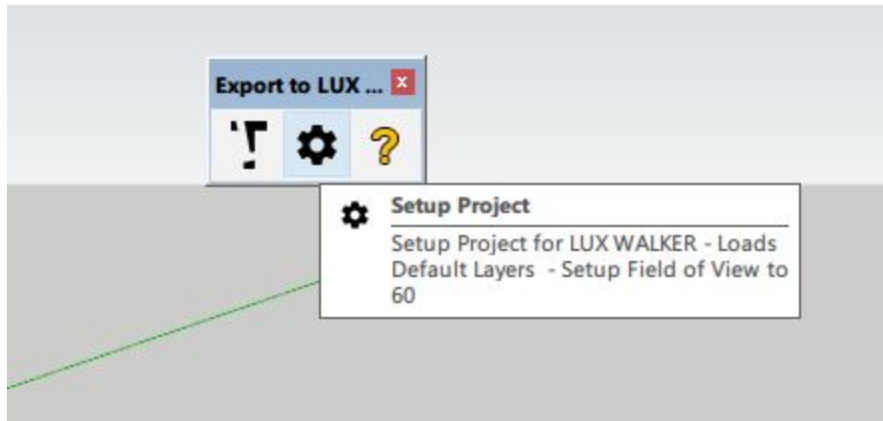 Export to LUX ...
Setup Project
Setup Project for LUX WALKER - Loads
Default Layers  - Setup Field of View to
60